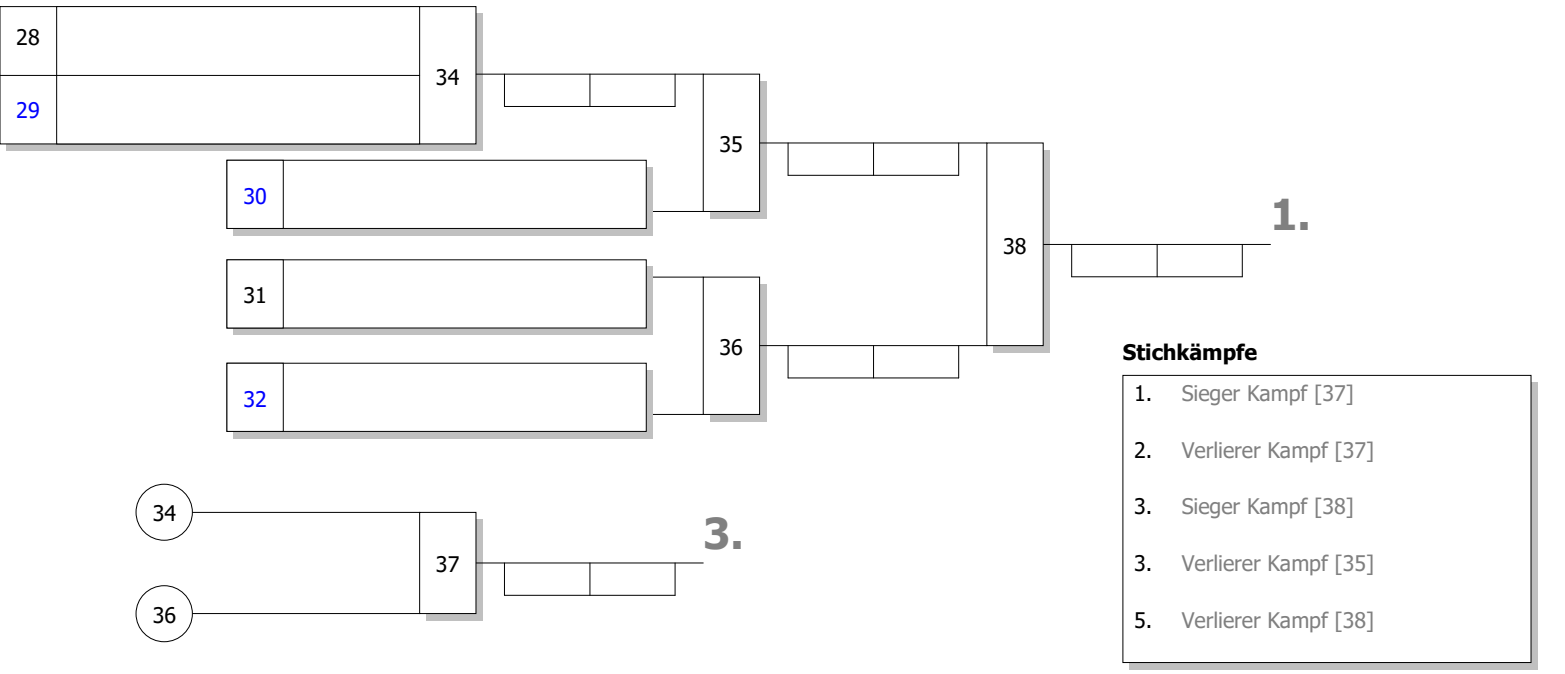 28
34
29
35
30
1.
38
31
36
Stichkämpfe
32
1. Sieger Kampf [37]
2. Verlierer Kampf [37]
3. Sieger Kampf [38]
3. Verlierer Kampf [35]
5. Verlierer Kampf [38]
34
3.
37
36